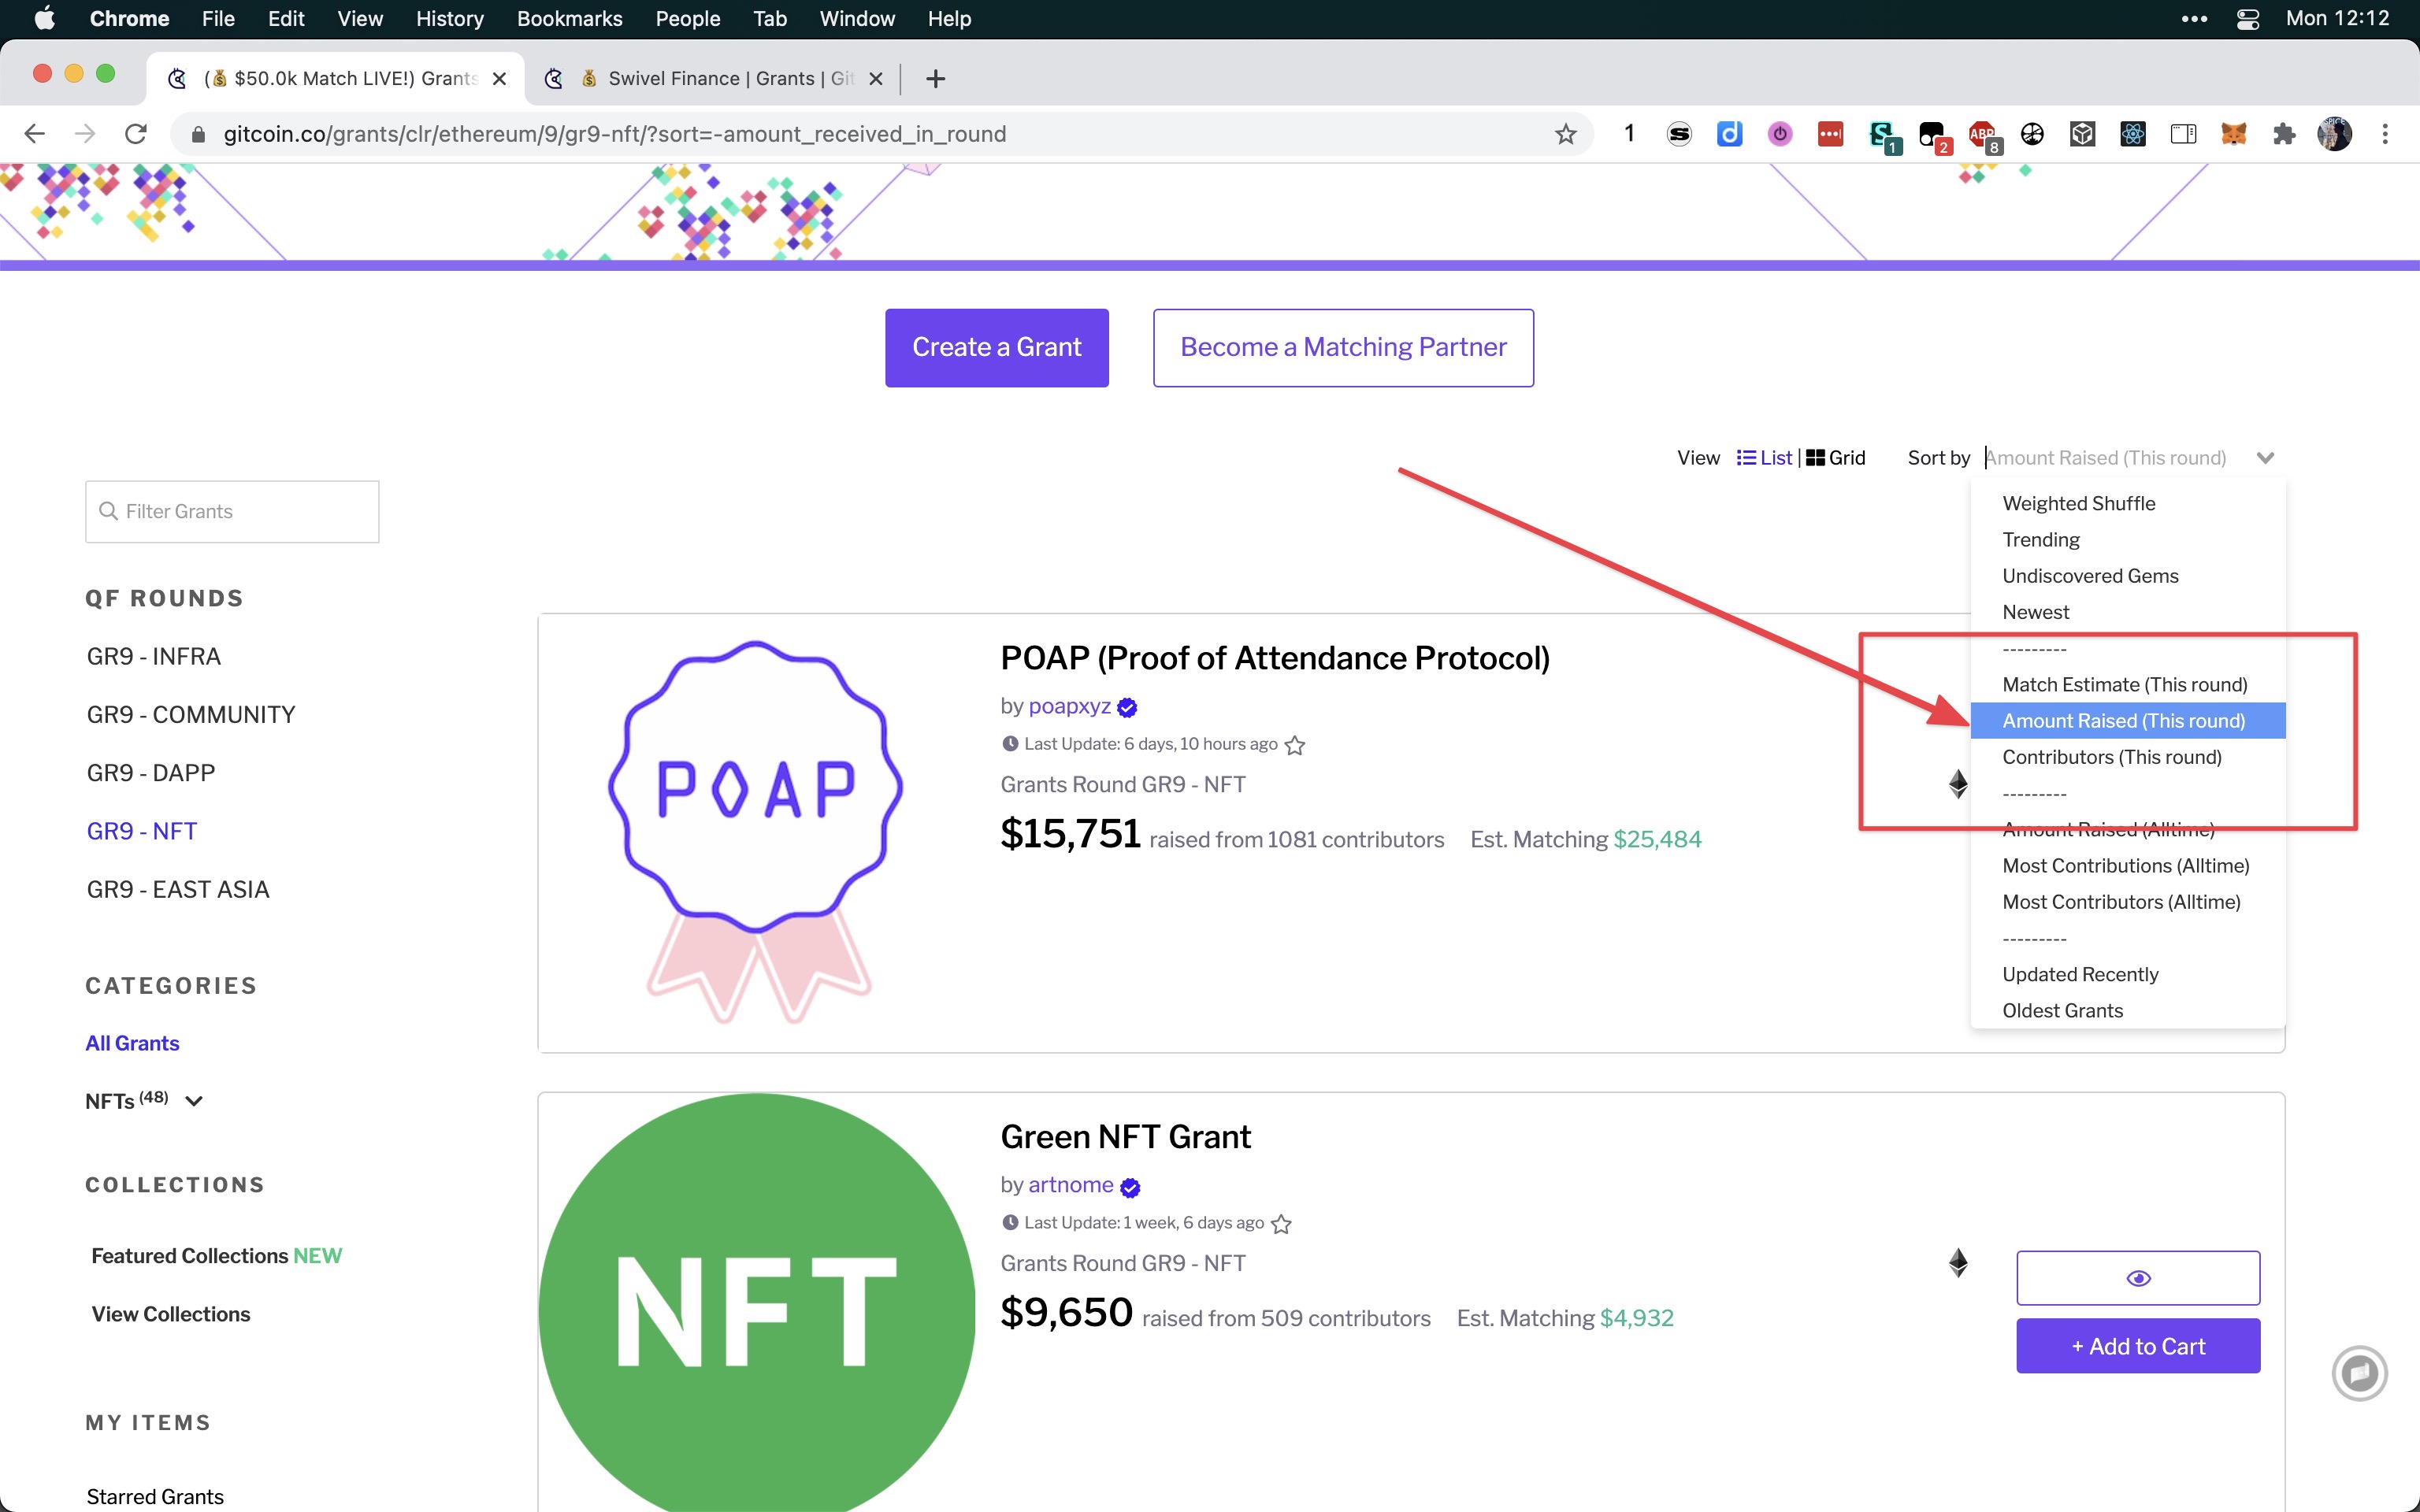 Chrome File Edit View History Bookmarks People Tab Window Help ••• Mon 12:12
(💰 $50.0k Match LIVE!) Grants
💰 Swivel Finance | Grants | Git
gitcoin.co/grants/clr/ethereum/9/gr9-nft/?sort=-amount_received_in_round
1
1
2
ABP
8
Create a Grant
Become a Matching Partner
View List | Grid
Sort by Amount Raised (This round)
Weighted Shuffle
Trending
Undiscovered Gems
Newest
---------
Match Estimate (This round)
Amount Raised (This round)
Contributors (This round)
---------
Amount Raised (Alltime)
Most Contributions (Alltime)
Most Contributors (Alltime)
---------
Updated Recently
Oldest Grants
Filter Grants
QF ROUNDS
GR9 - INFRA
GR9 - COMMUNITY
GR9 - DAPP
GR9 - NFT
GR9 - EAST ASIA
CATEGORIES
All Grants
NFTs (48)
COLLECTIONS
Featured Collections NEW
View Collections
MY ITEMS
Starred Grants
POAP
POAP (Proof of Attendance Protocol)
by poapxyz
Last Update: 6 days, 10 hours ago
Grants Round GR9 - NFT
$15,751 raised from 1081 contributors Est. Matching $25,484
NFT
Green NFT Grant
by artnome
Last Update: 1 week, 6 days ago
Grants Round GR9 - NFT
$9,650 raised from 509 contributors Est. Matching $4,932
+ Add to Cart